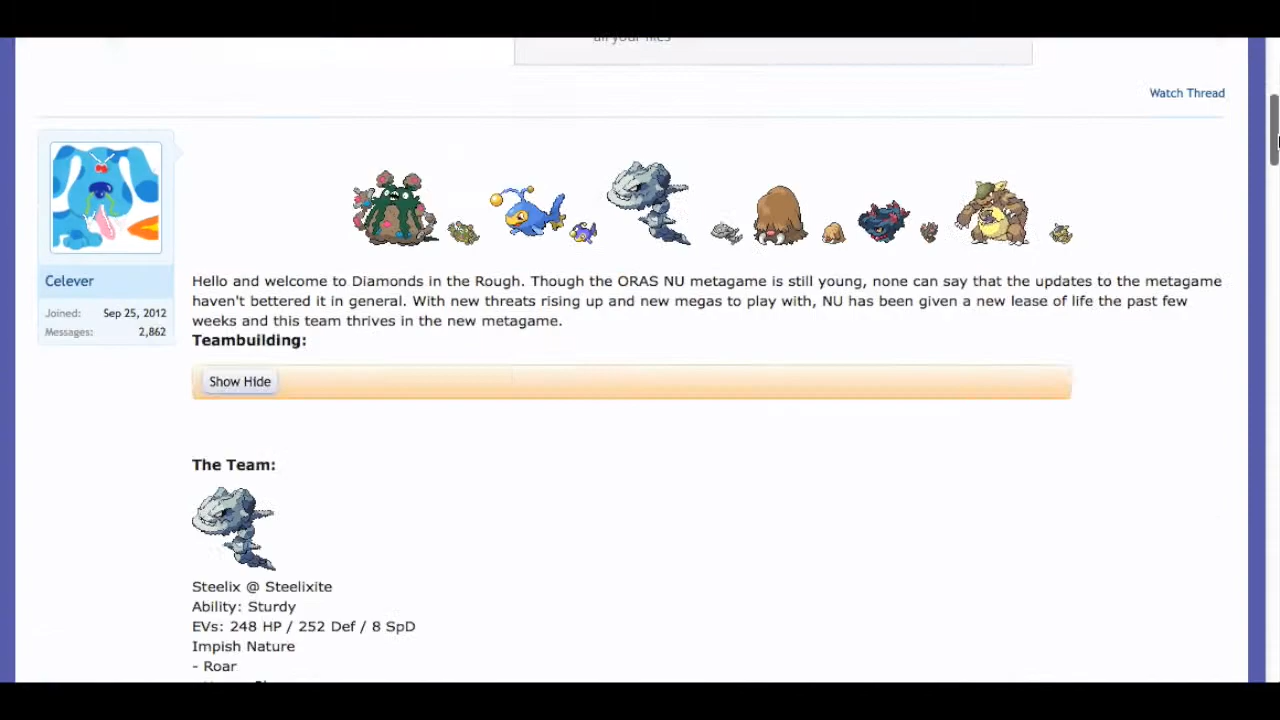 all your files
Watch Thread
Celever
Joined: Sep 25, 2012
Messages: 2,862
Hello and welcome to Diamonds in the Rough. Though the ORAS NU metagame is still young, none can say that the updates to the metagame
haven't bettered it in general. With new threats rising up and new megas to play with, NU has been given a new lease of life the past few
weeks and this team thrives in the new metagame.
Teambuilding:
Show Hide
The Team:
Steelix @ Steelixite
Ability: Sturdy
EVs: 248 HP / 252 Def / 8 SpD
Impish Nature
- Roar